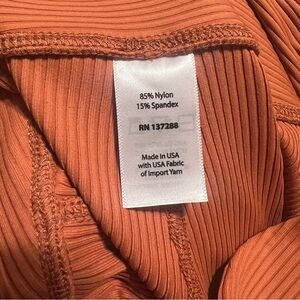 85% Nylon
15% Spandex
RN 137288
Made in USA
with USA Fabric
of Import Yarn